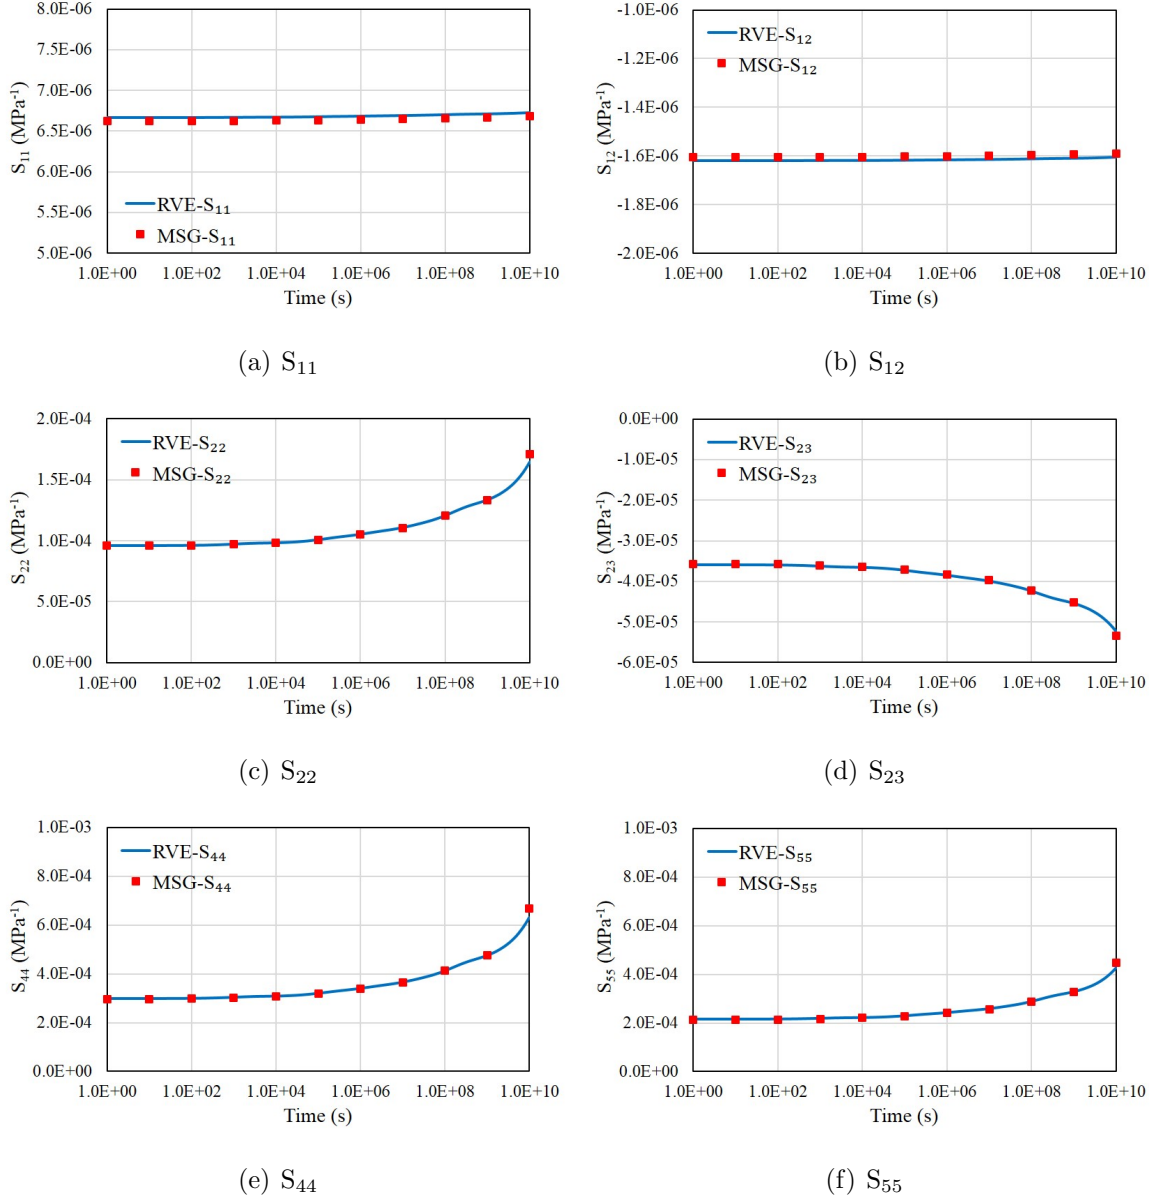 8.0E-06
7.5E-06
7.0E-06
6.5E-06
6.0E-06
5.5E-06
5.0E-06
S₁₁ (MPa⁻¹)
RVE-S₁₁
MSG-S₁₁
1.0E+00 1.0E+02 1.0E+04 1.0E+06 1.0E+08 1.0E+10
Time (s)
(a) S₁₁
-1.0E-06
-1.2E-06
-1.4E-06
-1.6E-06
-1.8E-06
-2.0E-06
S₁₂ (MPa⁻¹)
RVE-S₁₂
MSG-S₁₂
1.0E+00 1.0E+02 1.0E+04 1.0E+06 1.0E+08 1.0E+10
Time (s)
(b) S₁₂
2.0E-04
1.5E-04
1.0E-04
5.0E-05
0.0E+00
S₂₂ (MPa⁻¹)
RVE-S₂₂
MSG-S₂₂
1.0E+00 1.0E+02 1.0E+04 1.0E+06 1.0E+08 1.0E+10
Time (s)
(c) S₂₂
0.0E+00
-1.0E-05
-2.0E-05
-3.0E-05
-4.0E-05
-5.0E-05
-6.0E-05
S₂₃ (MPa⁻¹)
RVE-S₂₃
MSG-S₂₃
1.0E+00 1.0E+02 1.0E+04 1.0E+06 1.0E+08 1.0E+10
Time (s)
(d) S₂₃
1.0E-03
8.0E-04
6.0E-04
4.0E-04
2.0E-04
0.0E+00
S₄₄ (MPa⁻¹)
RVE-S₄₄
MSG-S₄₄
1.0E+00 1.0E+02 1.0E+04 1.0E+06 1.0E+08 1.0E+10
Time (s)
(e) S₄₄
1.0E-03
8.0E-04
6.0E-04
4.0E-04
2.0E-04
0.0E+00
S₅₅ (MPa⁻¹)
RVE-S₅₅
MSG-S₅₅
1.0E+00 1.0E+02 1.0E+04 1.0E+06 1.0E+08 1.0E+10
Time (s)
(f) S₅₅